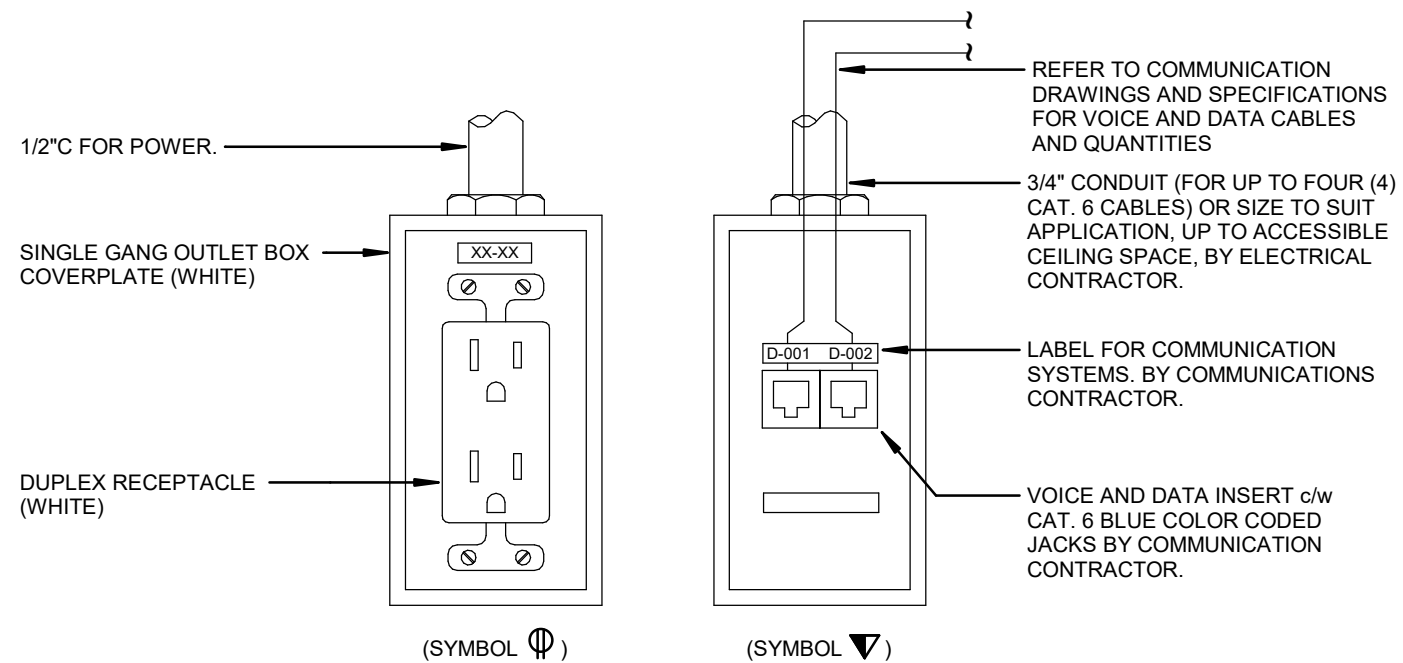 1/2"C FOR POWER.
SINGLE GANG OUTLET BOX
COVERPLATE (WHITE)
DUPLEX RECEPTACLE
(WHITE)
XX-XX
(SYMBOL )
REFER TO COMMUNICATION
DRAWINGS AND SPECIFICATIONS
FOR VOICE AND DATA CABLES
AND QUANTITIES
3/4" CONDUIT (FOR UP TO FOUR (4)
CAT. 6 CABLES) OR SIZE TO SUIT
APPLICATION, UP TO ACCESSIBLE
CEILING SPACE, BY ELECTRICAL
CONTRACTOR.
D-001 D-002
LABEL FOR COMMUNICATION
SYSTEMS. BY COMMUNICATIONS
CONTRACTOR.
VOICE AND DATA INSERT c/w
CAT. 6 BLUE COLOR CODED
JACKS BY COMMUNICATION
CONTRACTOR.
(SYMBOL )